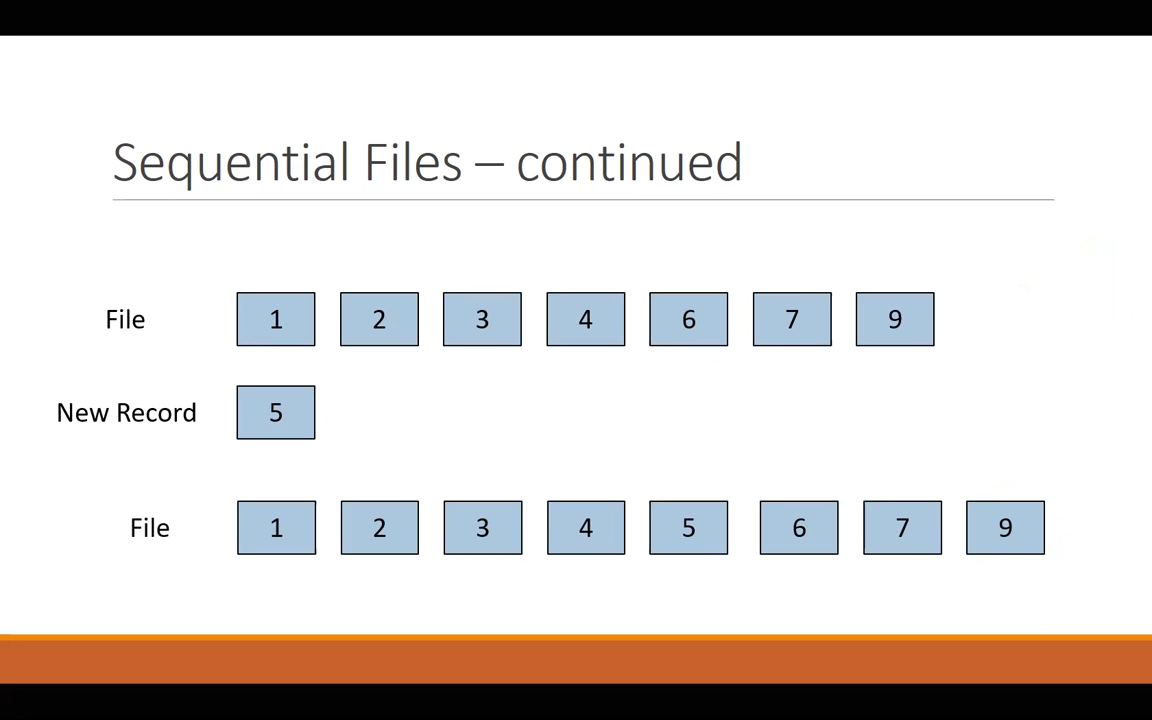 Sequential Files – continued
File 1 2 3 4 6 7 9
New Record 5
File 1 2 3 4 5 6 7 9